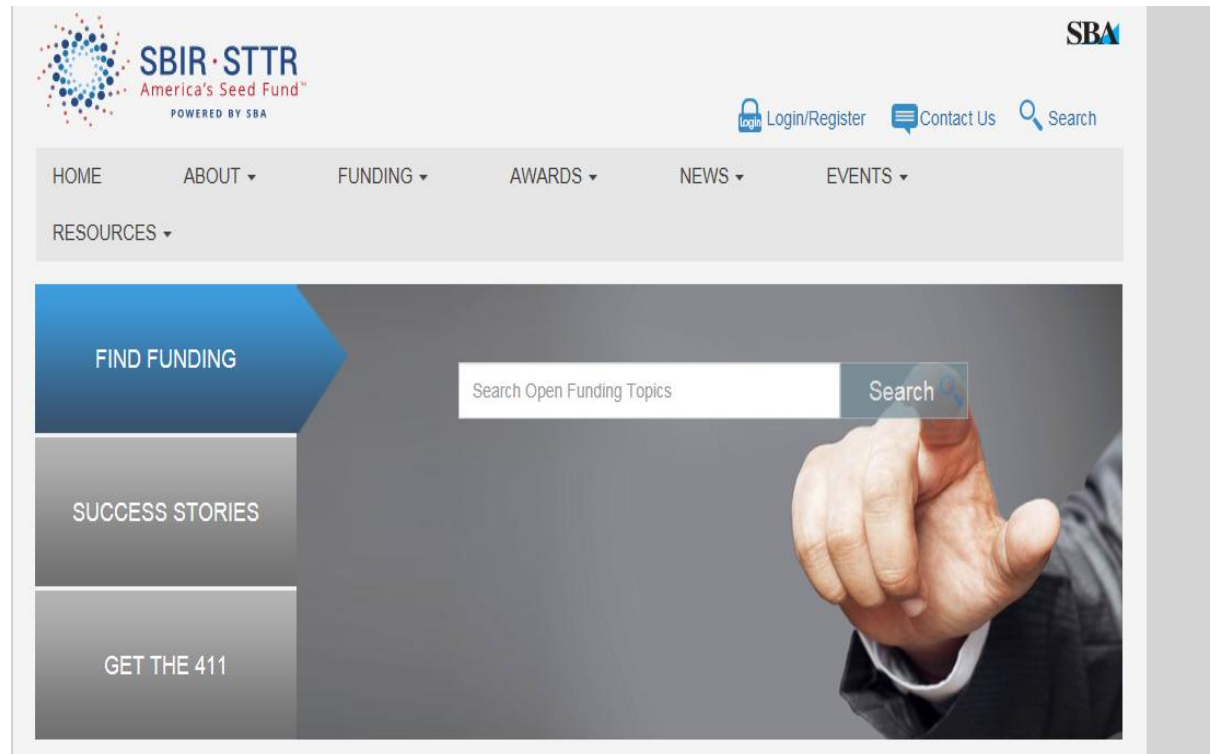 SBA
SBIR·STTR
America's Seed Fund™
POWERED BY SBA
Login Login/Register Contact Us Search
HOME ABOUT FUNDING AWARDS NEWS EVENTS
RESOURCES
FIND FUNDING
Search Open Funding Topics Search
SUCCESS STORIES
GET THE 411